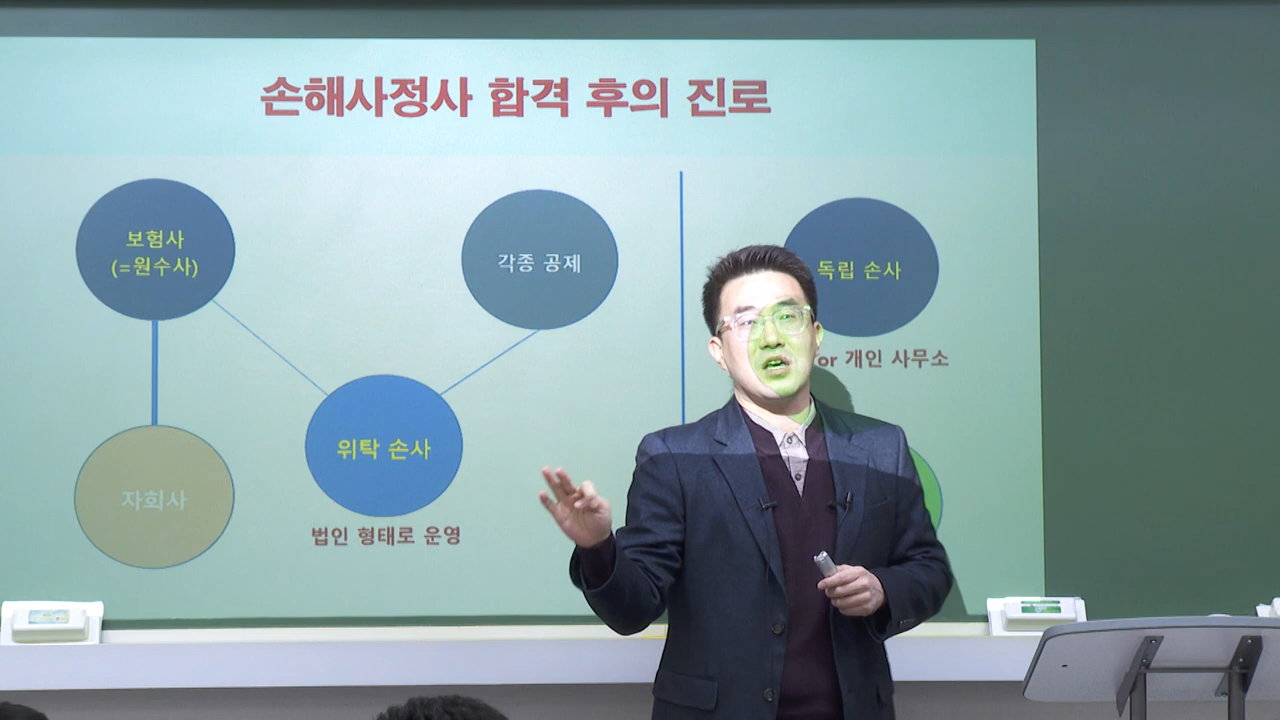 손해사정사 합격 후의 진로
보험사
(=원수사)
각종 공제
독립 손사
or 개인 사무소
위탁 손사
자회사
법인 형태로 운영